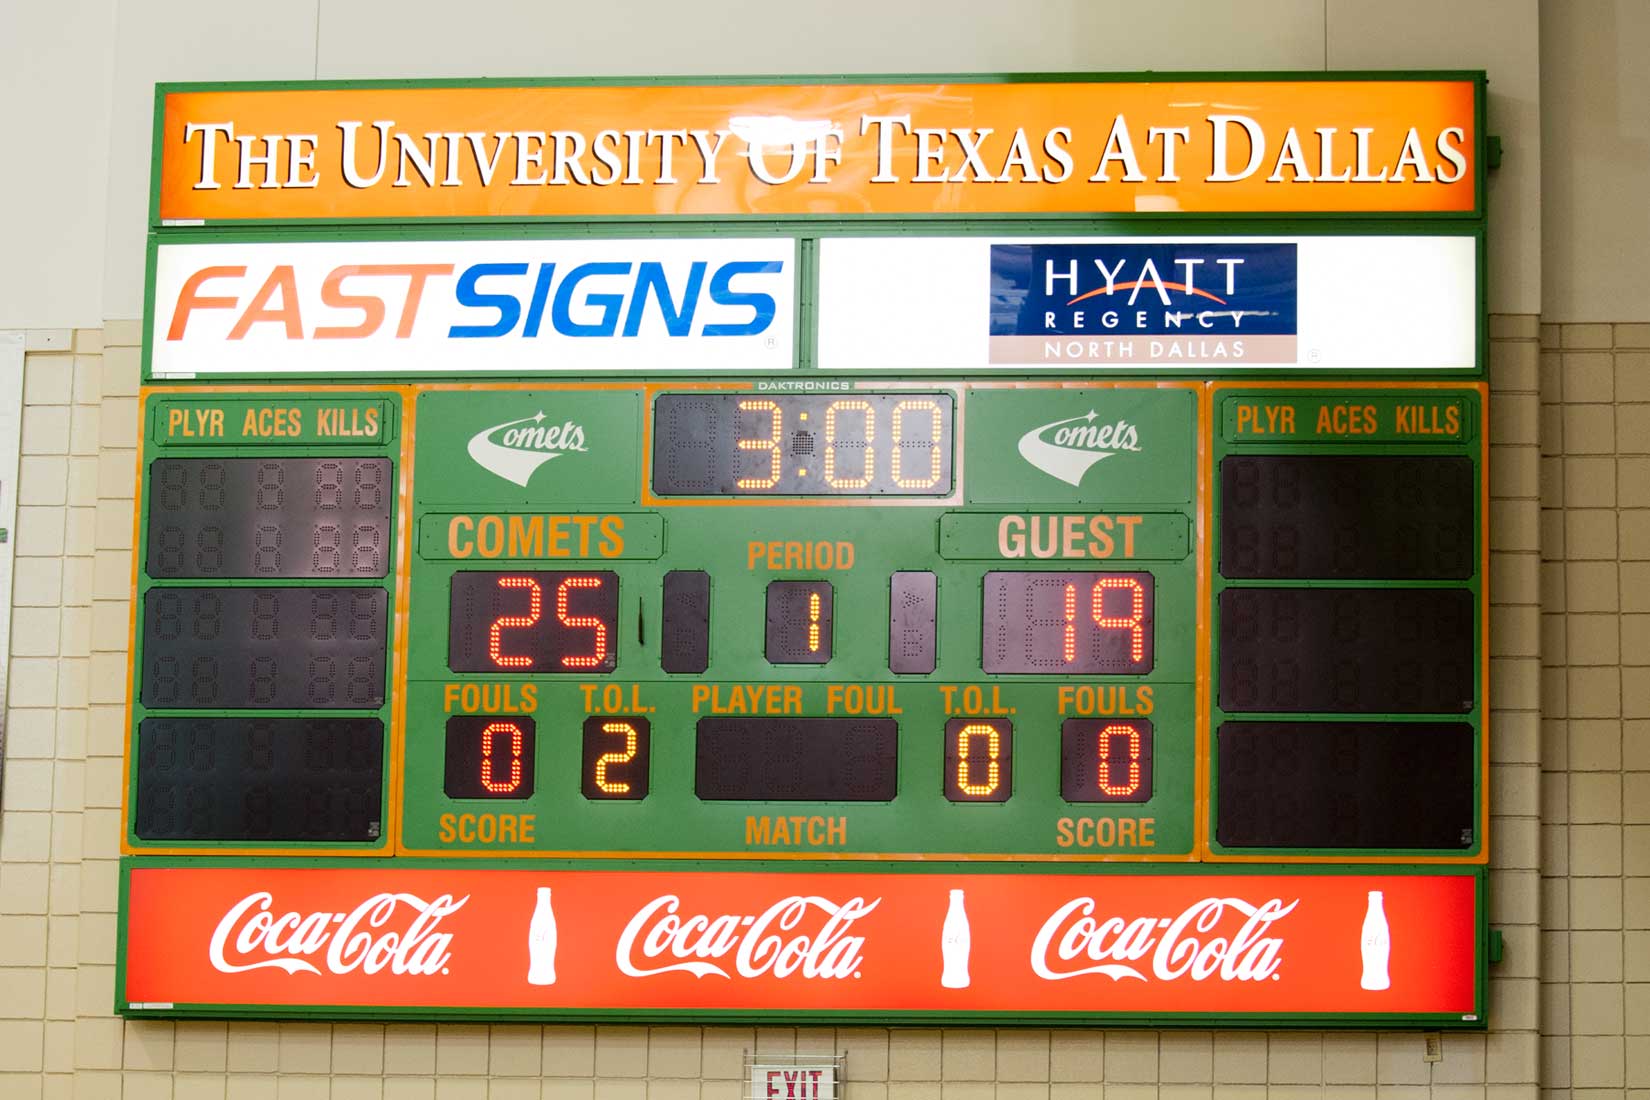 THE UNIVERSITY OF TEXAS AT DALLAS
FASTSIGNS®
HYATT
REGENCY
NORTH DALLAS
®
DAKTRONICS
PLYR ACES KILLS
Comets
3:00
Comets
PLYR ACES KILLS
COMETS
PERIOD
GUEST
25
1
19
FOULS T.O.L. PLAYER FOUL T.O.L. FOULS
0 2 0 0
SCORE MATCH SCORE
Coca-Cola Coca-Cola Coca-Cola
EXIT